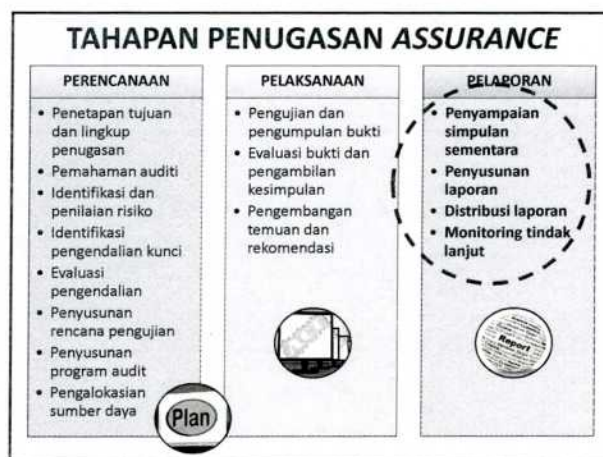 TAHAPAN PENUGASAN ASSURANCE
PERENCANAAN
• Penetapan tujuan
dan lingkup
penugasan
• Pemahaman auditi
• Identifikasi dan
penilaian risiko
• Identifikasi
pengendalian kunci
• Evaluasi
pengendalian
• Penyusunan
rencana pengujian
• Penyusunan
program audit
• Pengalokasian
sumber daya
Plan
PELAKSANAAN
• Pengujian dan
pengumpulan bukti
• Evaluasi bukti dan
pengambilan
kesimpulan
• Pengembangan
temuan dan
rekomendasi
PELAPORAN
• Penyampaian
simpulan
sementara
• Penyusunan
laporan
• Distribusi laporan
• Monitoring tindak
lanjut
Report